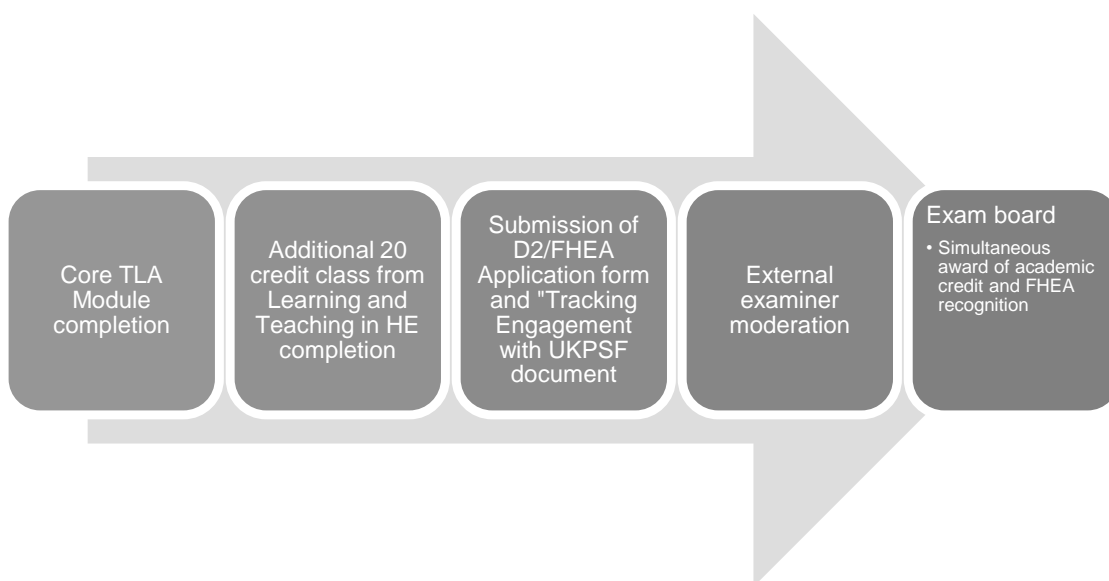 Core TLA
Module
completion
Additional 20
credit class from
Learning and
Teaching in HE
completion
Submission of
D2/FHEA
Application form
and "Tracking
Engagement
with UKPSF
document
External
examiner
moderation
Exam board
• Simultaneous
award of academic
credit and FHEA
recognition